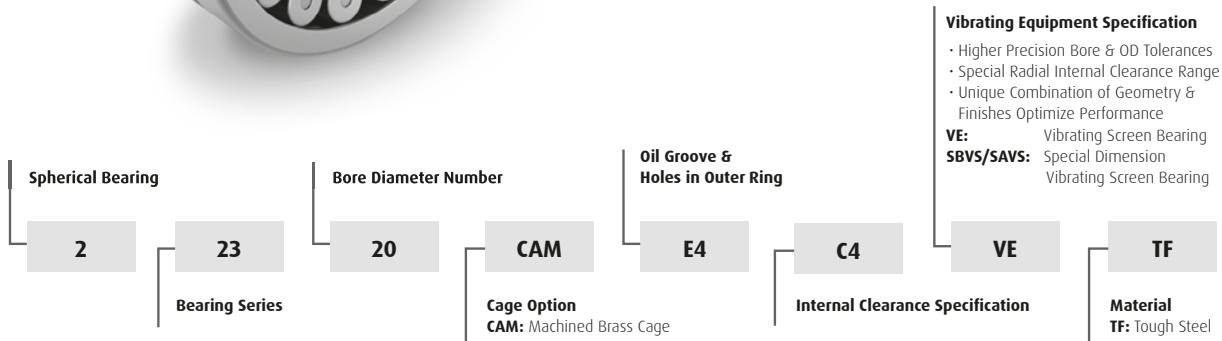 Vibrating Equipment Specification
· Higher Precision Bore & OD Tolerances
· Special Radial Internal Clearance Range
· Unique Combination of Geometry &
Finishes Optimize Performance
VE: Vibrating Screen Bearing
SBVS/SAVS: Special Dimension
Vibrating Screen Bearing
Oil Groove &
Holes in Outer Ring
Spherical Bearing
Bore Diameter Number
2 23 20 CAM E4 C4 VE TF
Bearing Series
Cage Option
CAM: Machined Brass Cage
Internal Clearance Specification
Material
TF: Tough Steel